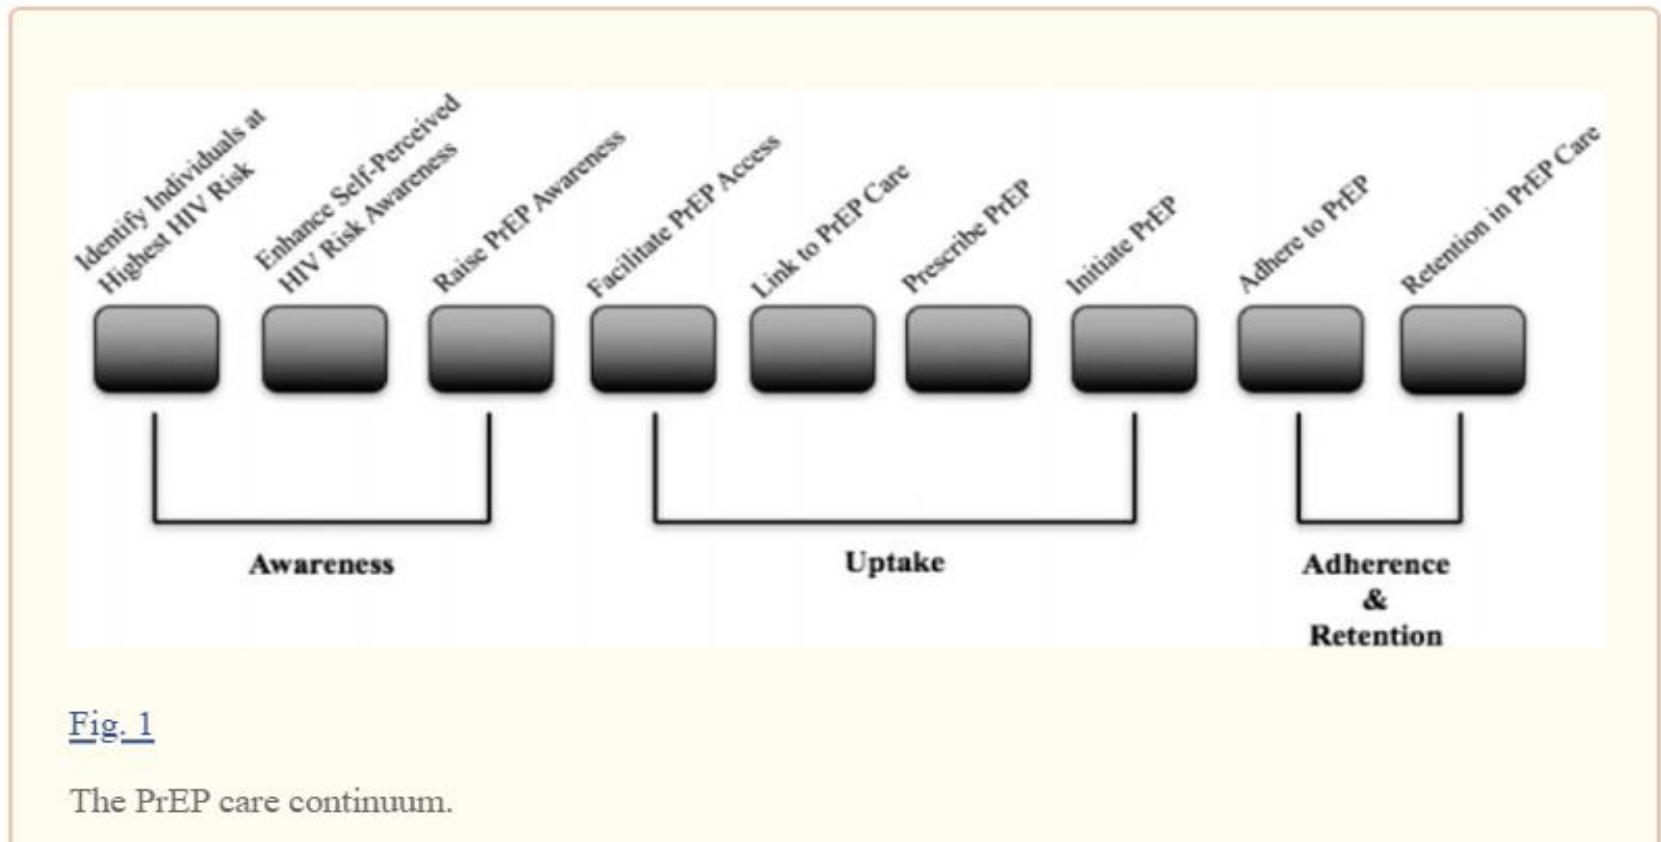 Identify Individuals at
Highest HIV Risk
Enhance Self-Perceived
HIV Risk Awareness
Raise PrEP Awareness
Facilitate PrEP Access
Link to PrEP Care
Prescribe PrEP
Initiate PrEP
Adhere to PrEP
Retention in PrEP Care
Awareness
Uptake
Adherence
&
Retention
Fig. 1
The PrEP care continuum.